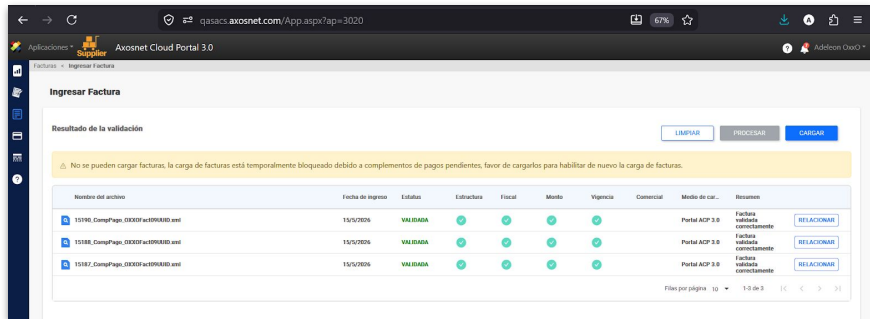 qasacs.axosnet.com/App.aspx?ap=3020
67%
A
Aplicaciones
Supplier
Axosnet Cloud Portal 3.0
Adeleon OxxO
Facturas < Ingresar Factura
Ingresar Factura
Resultado de la validación
LIMPIAR
PROCESAR
CARGAR
No se pueden cargar facturas, la carga de facturas está temporalmente bloqueado debido a complementos de pagos pendientes, favor de cargarlos para habilitar de nuevo la carga de facturas.
Nombre del archivo Fecha de ingreso Estatus Estructura Fiscal Monto Vigencia Comercial Medio de car... Resumen
15190_CompPago_OXXOFact09UUID.xml 15/5/2026 VALIDADA Portal ACP 3.0 Factura validada correctamente RELACIONAR
15188_CompPago_OXXOFact09UUID.xml 15/5/2026 VALIDADA Portal ACP 3.0 Factura validada correctamente RELACIONAR
15187_CompPago_OXXOFact09UUID.xml 15/5/2026 VALIDADA Portal ACP 3.0 Factura validada correctamente RELACIONAR
Filas por página 10 1-3 de 3